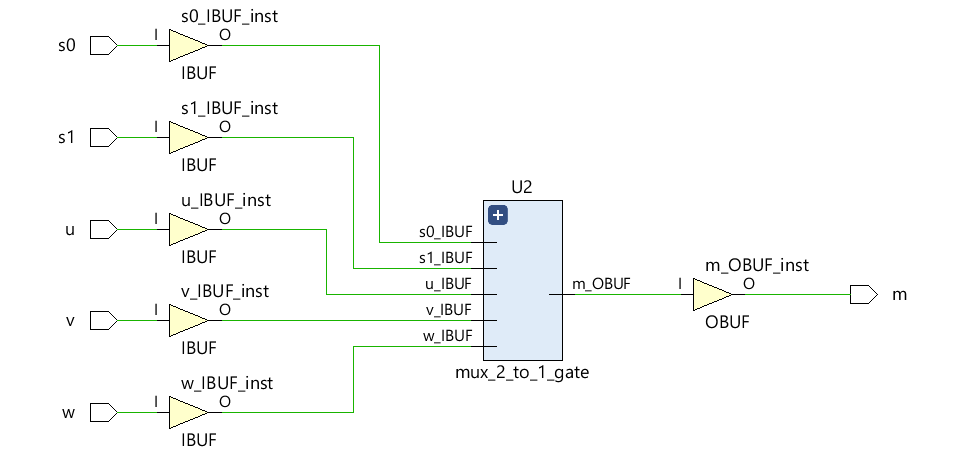 s0_IBUF_inst
s0
I
O
IBUF
s1_IBUF_inst
s1
I
O
IBUF
u_IBUF_inst
u
I
O
IBUF
v_IBUF_inst
v
I
O
IBUF
w_IBUF_inst
w
I
O
IBUF
U2
+
s0_IBUF
s1_IBUF
u_IBUF
v_IBUF
w_IBUF
m_OBUF
mux_2_to_1_gate
m_OBUF_inst
I
O
OBUF
m